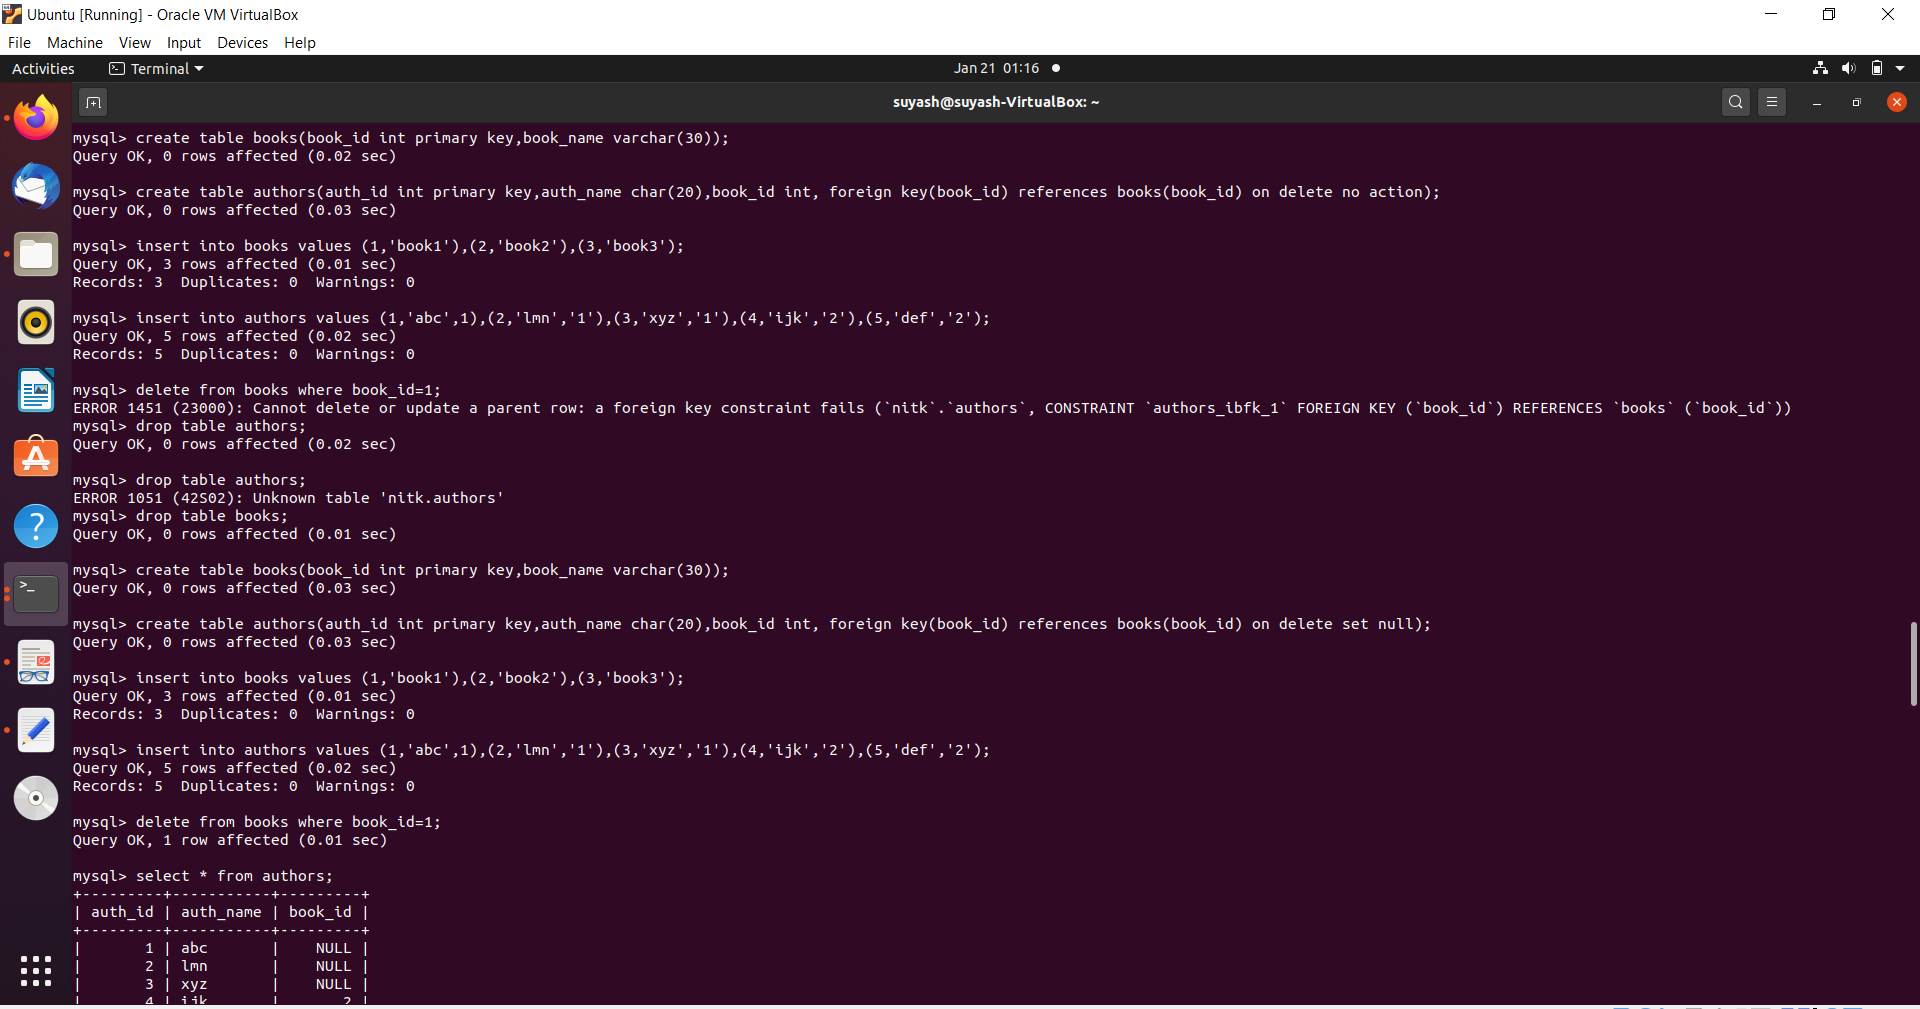 Ubuntu [Running] - Oracle VM VirtualBox
File Machine View Input Devices Help
Activities Terminal Jan 21 01:16
suyash@suyash-VirtualBox: ~
mysql> create table books(book_id int primary key,book_name varchar(30));
Query OK, 0 rows affected (0.02 sec)
mysql> create table authors(auth_id int primary key,auth_name char(20),book_id int, foreign key(book_id) references books(book_id) on delete no action);
Query OK, 0 rows affected (0.03 sec)
mysql> insert into books values (1,'book1'),(2,'book2'),(3,'book3');
Query OK, 3 rows affected (0.01 sec)
Records: 3  Duplicates: 0  Warnings: 0
mysql> insert into authors values (1,'abc',1),(2,'lmn','1'),(3,'xyz','1'),(4,'ijk','2'),(5,'def','2');
Query OK, 5 rows affected (0.02 sec)
Records: 5  Duplicates: 0  Warnings: 0
mysql> delete from books where book_id=1;
ERROR 1451 (23000): Cannot delete or update a parent row: a foreign key constraint fails (`nitk`.`authors`, CONSTRAINT `authors_ibfk_1` FOREIGN KEY (`book_id`) REFERENCES `books` (`book_id`))
mysql> drop table authors;
Query OK, 0 rows affected (0.02 sec)
mysql> drop table authors;
ERROR 1051 (42S02): Unknown table 'nitk.authors'
mysql> drop table books;
Query OK, 0 rows affected (0.01 sec)
mysql> create table books(book_id int primary key,book_name varchar(30));
Query OK, 0 rows affected (0.03 sec)
mysql> create table authors(auth_id int primary key,auth_name char(20),book_id int, foreign key(book_id) references books(book_id) on delete set null);
Query OK, 0 rows affected (0.03 sec)
mysql> insert into books values (1,'book1'),(2,'book2'),(3,'book3');
Query OK, 3 rows affected (0.01 sec)
Records: 3  Duplicates: 0  Warnings: 0
mysql> insert into authors values (1,'abc',1),(2,'lmn','1'),(3,'xyz','1'),(4,'ijk','2'),(5,'def','2');
Query OK, 5 rows affected (0.02 sec)
Records: 5  Duplicates: 0  Warnings: 0
mysql> delete from books where book_id=1;
Query OK, 1 row affected (0.01 sec)
mysql> select * from authors;
+---------+-----------+---------+
| auth_id | auth_name | book_id |
+---------+-----------+---------+
|       1 | abc       |    NULL |
|       2 | lmn       |    NULL |
|       3 | xyz       |    NULL |
|       4 | ijk       |       2 |